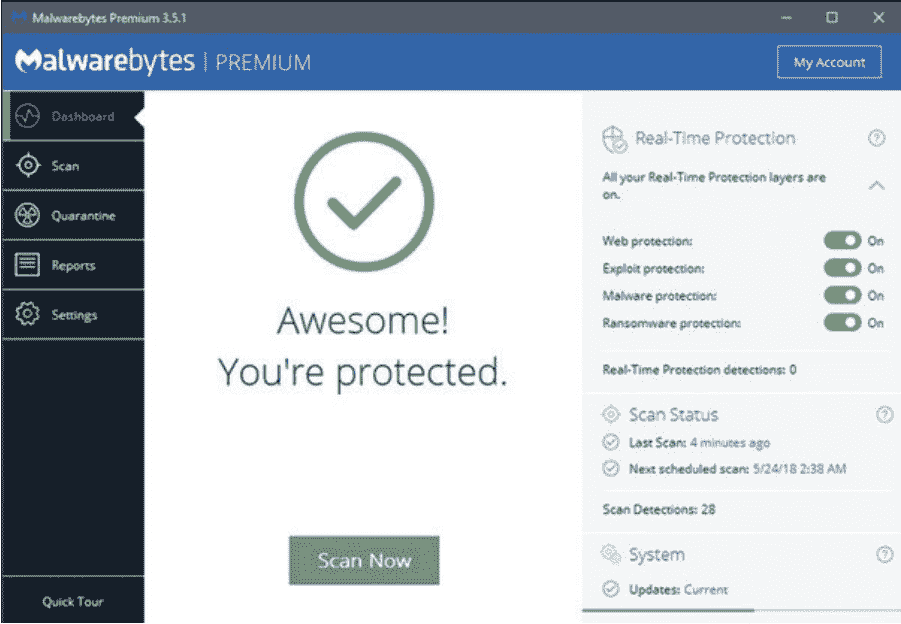 Malwarebytes Premium 3.5.1
Malwarebytes | PREMIUM
My Account
Dashboard
Scan
Quarantine
Reports
Settings
Quick Tour
Awesome!
You're protected.
Scan Now
Real-Time Protection
?
All your Real-Time Protection layers are
on.
Web protection: On
Exploit protection: On
Malware protection: On
Ransomware protection: On
Real-Time Protection detections: 0
Scan Status
?
Last Scan: 4 minutes ago
Next scheduled scan: 5/24/18 2:38 AM
Scan Detections: 28
System
?
Updates: Current